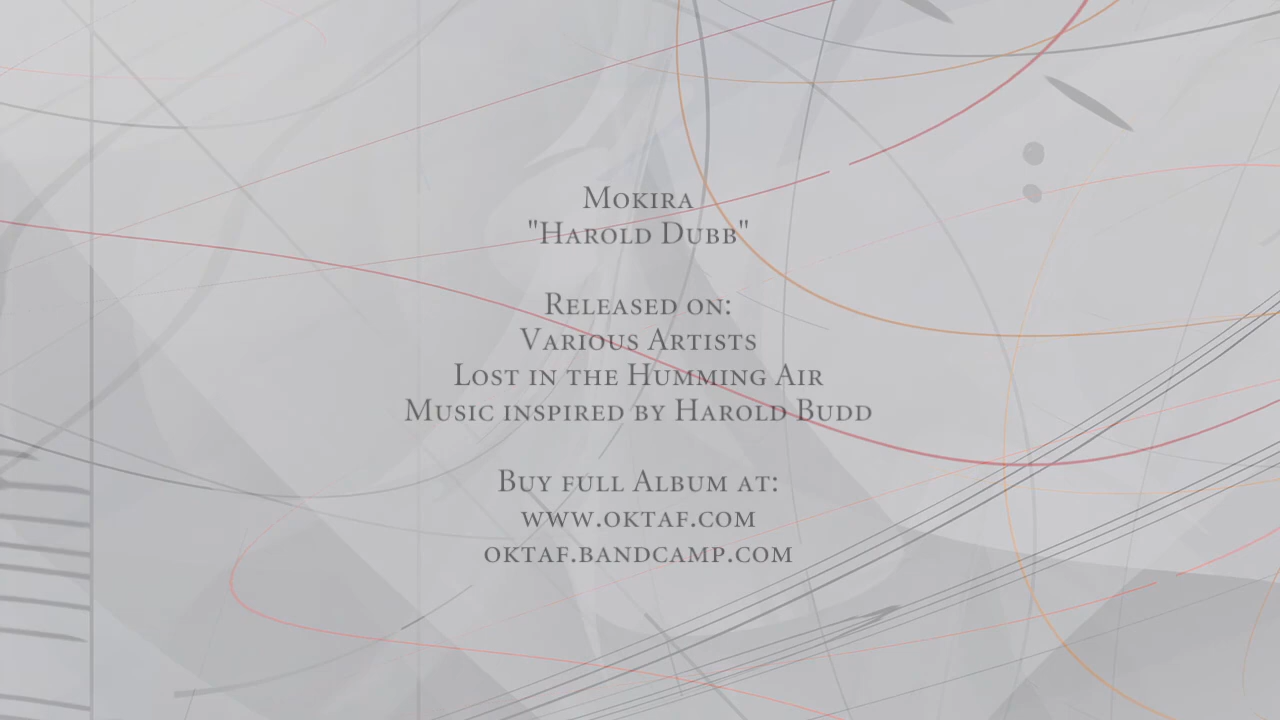 Mokira
"Harold Dubb"
Released on:
Various Artists
Lost in the Humming Air
Music inspired by Harold Budd
Buy full Album at:
www.oktaf.com
oktaf.bandcamp.com